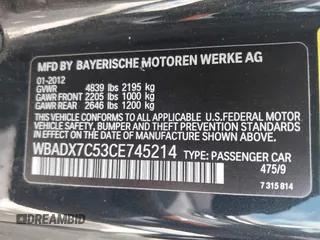 MFD BY BAYERISCHE MOTOREN WERKE AG
01-2012
GVWR 4839 lbs 2195 kg
GAWR FRONT 2205 lbs 1000 kg
GAWR REAR 2646 lbs 1200 kg
THIS VEHICLE CONFORMS TO ALL APPLICABLE U.S.FEDERAL MOTOR
VEHICLE SAFETY, BUMPER, AND THEFT PREVENTION STANDARDS IN
EFFECT ON THE DATE OF MANUFACTURE SHOWN ABOVE.
WBADX7C53CE745214 TYPE: PASSENGER CAR
475/9
7 315 814
DREAMBID